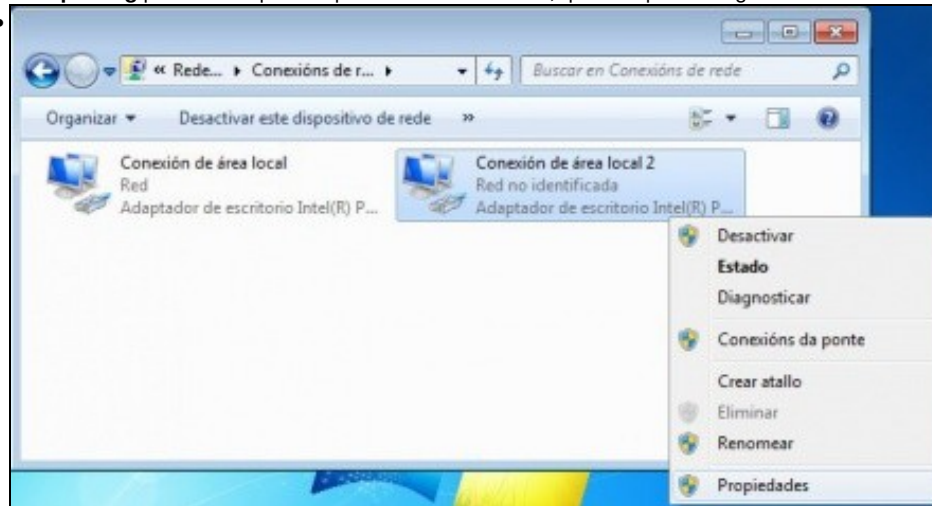 « Rede... ▸ Conexións de r... ▸
Buscar en Conexións de rede
Organizar ▾ Desactivar este dispositivo de rede »
Conexión de área local
Red
Adaptador de escritorio Intel(R) P...
Conexión de área local 2
Red no identificada
Adaptador de escritorio Intel(R) P...
Desactivar
Estado
Diagnosticar
Conexións da ponte
Crear atallo
Eliminar
Renomear
Propiedades